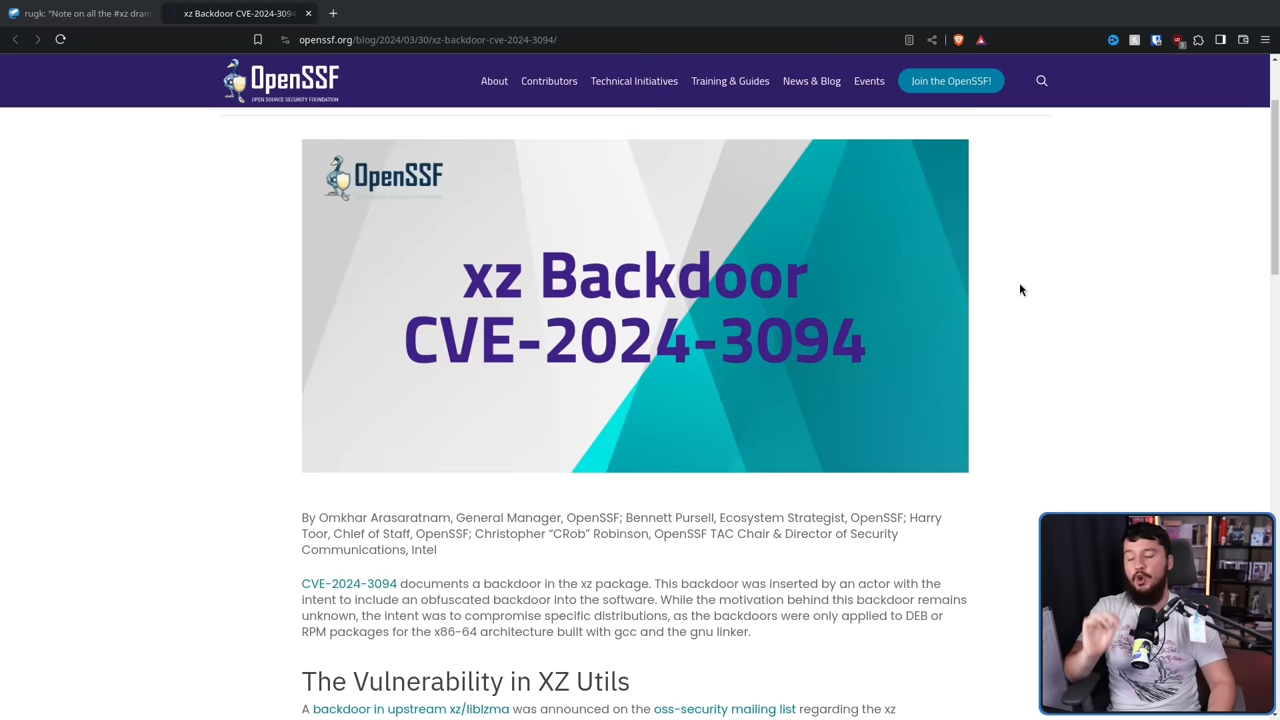 rugk: "Note on all the #xz dram
xz Backdoor CVE-2024-3094
openssf.org/blog/2024/03/30/xz-backdoor-cve-2024-3094/
OpenSSF
OPEN SOURCE SECURITY FOUNDATION
About Contributors Technical Initiatives Training & Guides News & Blog Events Join the OpenSSF!
OpenSSF
xz Backdoor
CVE-2024-3094
By Omkhar Arasaratnam, General Manager, OpenSSF; Bennett Pursell, Ecosystem Strategist, OpenSSF; Harry
Toor, Chief of Staff, OpenSSF; Christopher “CRob” Robinson, OpenSSF TAC Chair & Director of Security
Communications, Intel
CVE-2024-3094 documents a backdoor in the xz package. This backdoor was inserted by an actor with the
intent to include an obfuscated backdoor into the software. While the motivation behind this backdoor remains
unknown, the intent was to compromise specific distributions, as the backdoors were only applied to DEB or
RPM packages for the x86-64 architecture built with gcc and the gnu linker.
The Vulnerability in XZ Utils
A backdoor in upstream xz/liblzma was announced on the oss-security mailing list regarding the xz